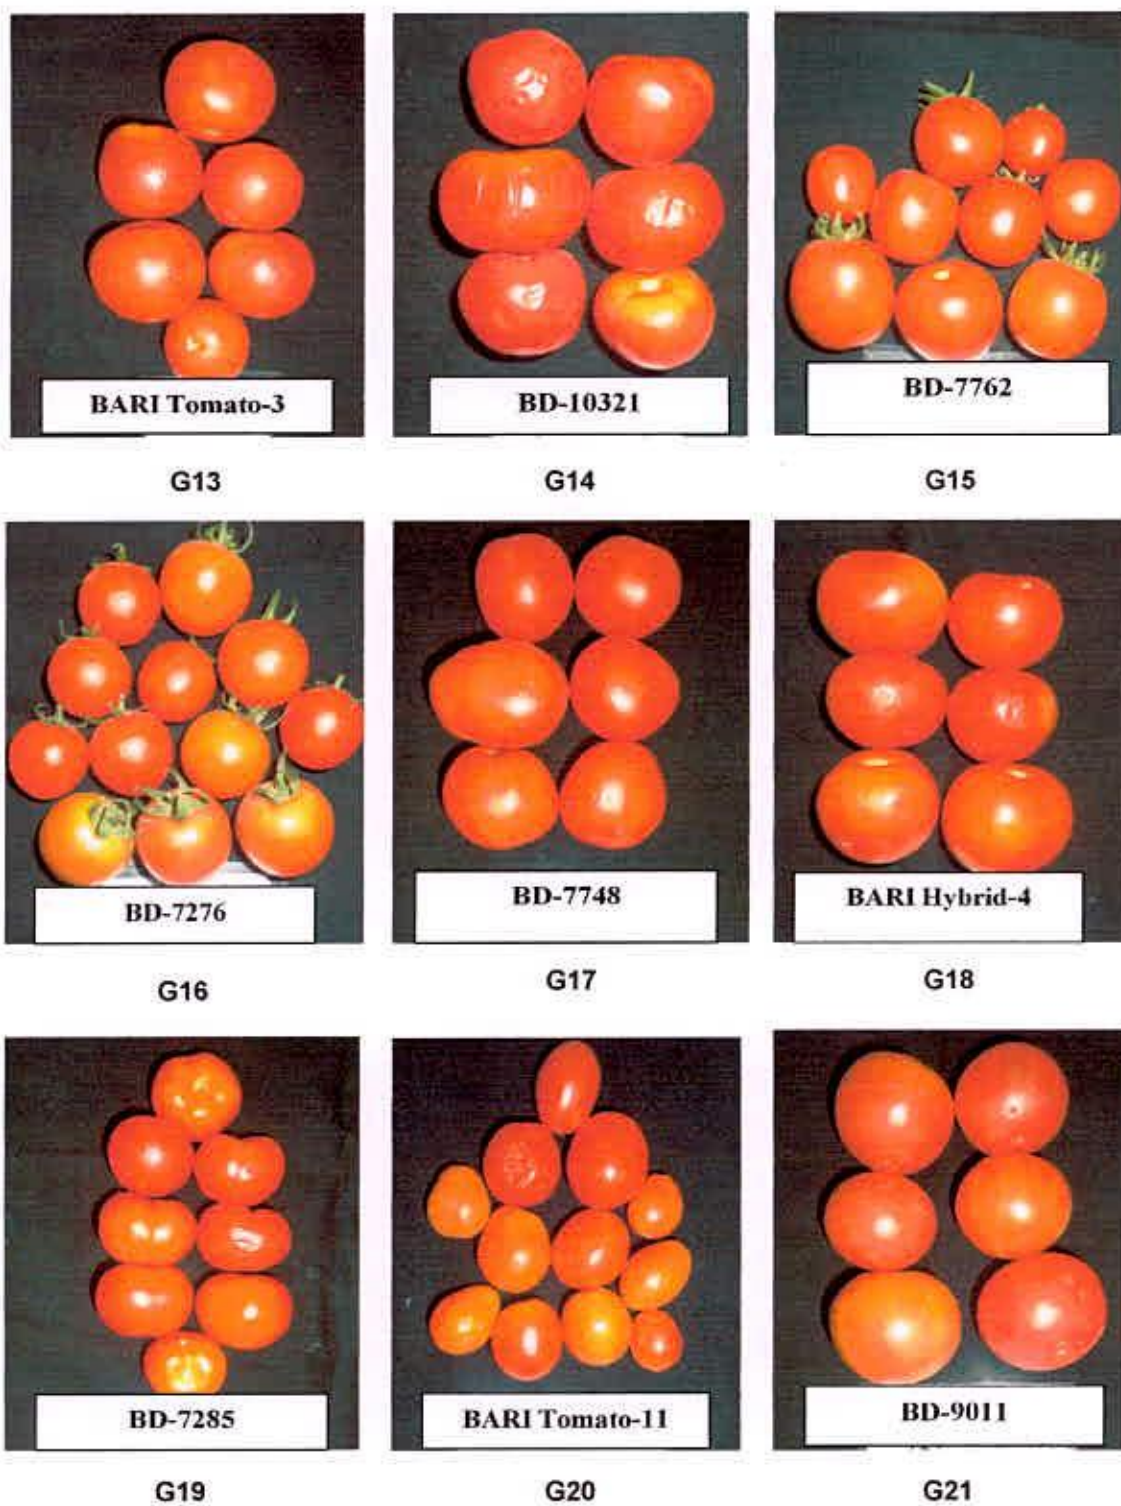 BARI Tomato-3
BD-10321
BD-7762
G13
G14
G15
BD-7276
BD-7748
BARI Hybrid-4
G16
G17
G18
BD-7285
BARI Tomato-11
BD-9011
G19
G20
G21